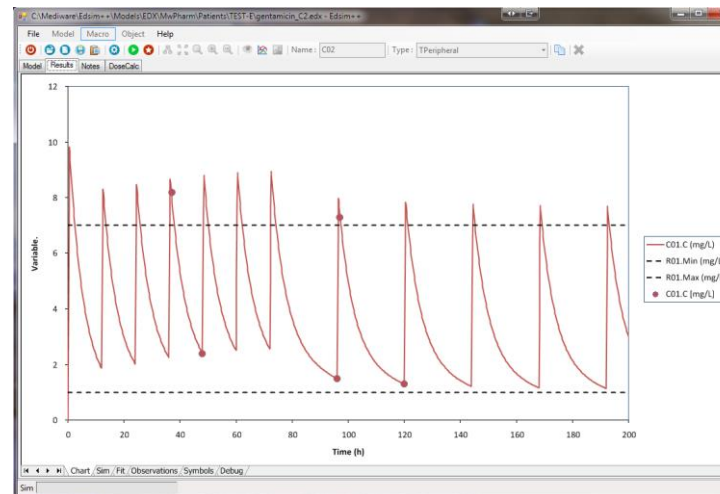 C:\Mediware\Edsim++\Models\EDX\MwPharm\Patients\TEST-E\gentamicin_C2.edx - Edsim++
File Model Macro Object Help
Name: C02 Type: TPeripheral
Model Results Notes DoseCalc
12
10
8
6
4
2
0
Variable.
0 20 40 60 80 100 120 140 160 180 200
Time (h)
C01.C (mg/L)
R01.Min (mg/L
R01.Max (mg/
C01.C (mg/L)
Chart Sim Fit Observations Symbols Debug
Sim